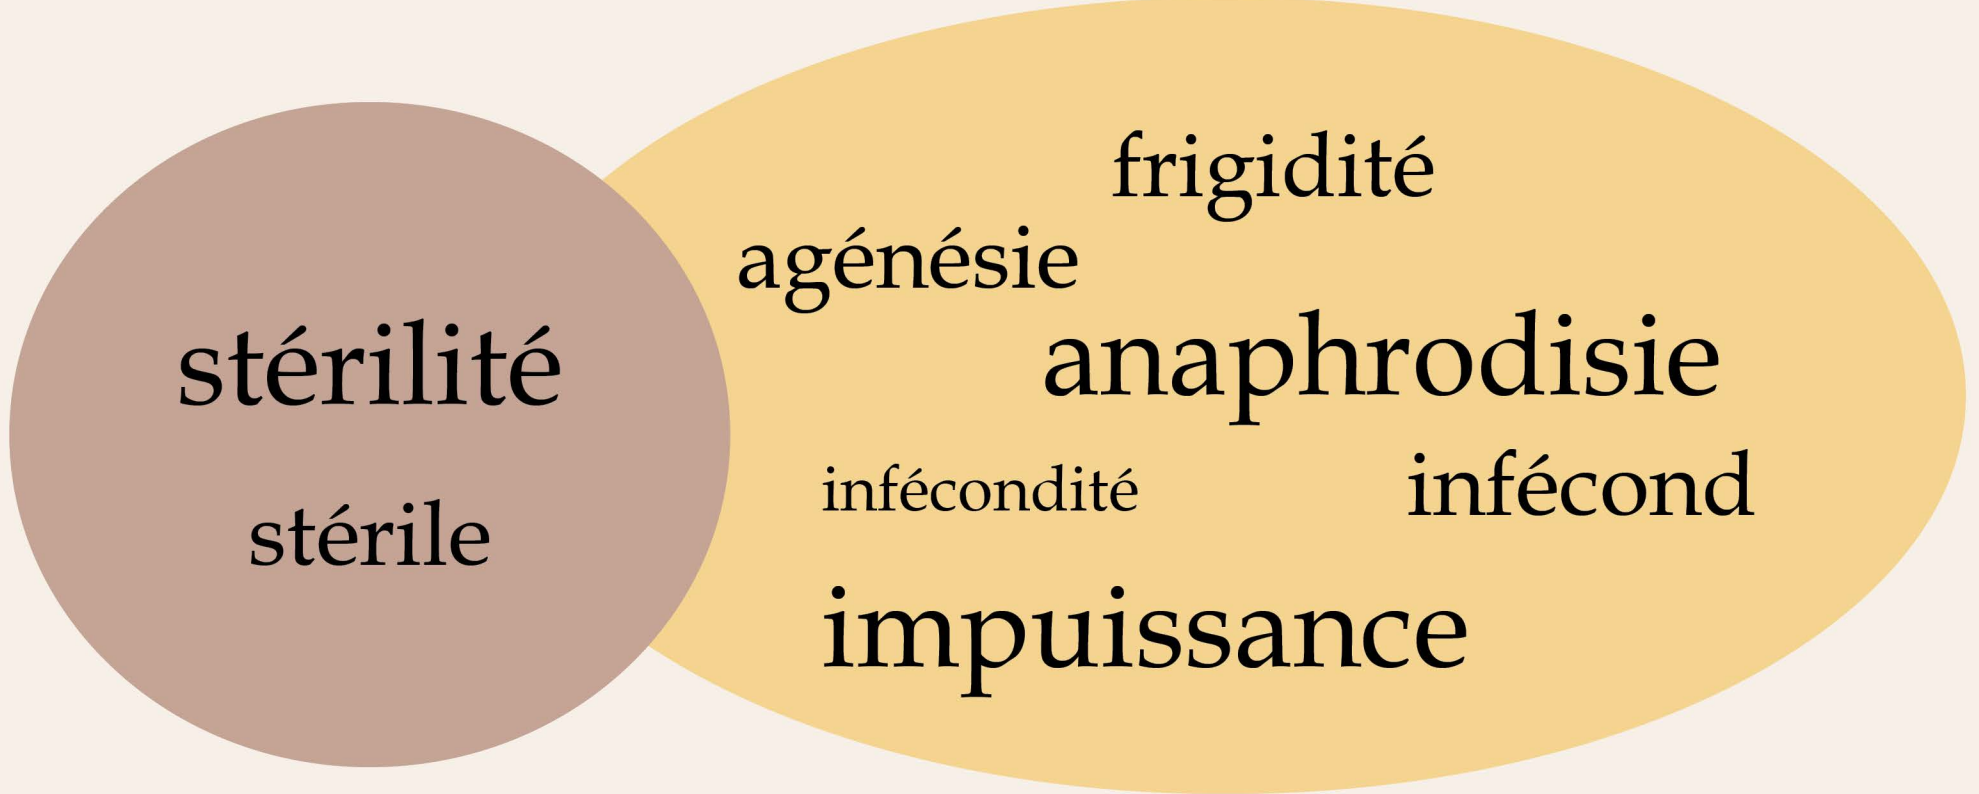 stérilité
stérile
frigidité
agénésie
anaphrodisie
infécondité
infécond
impuissance